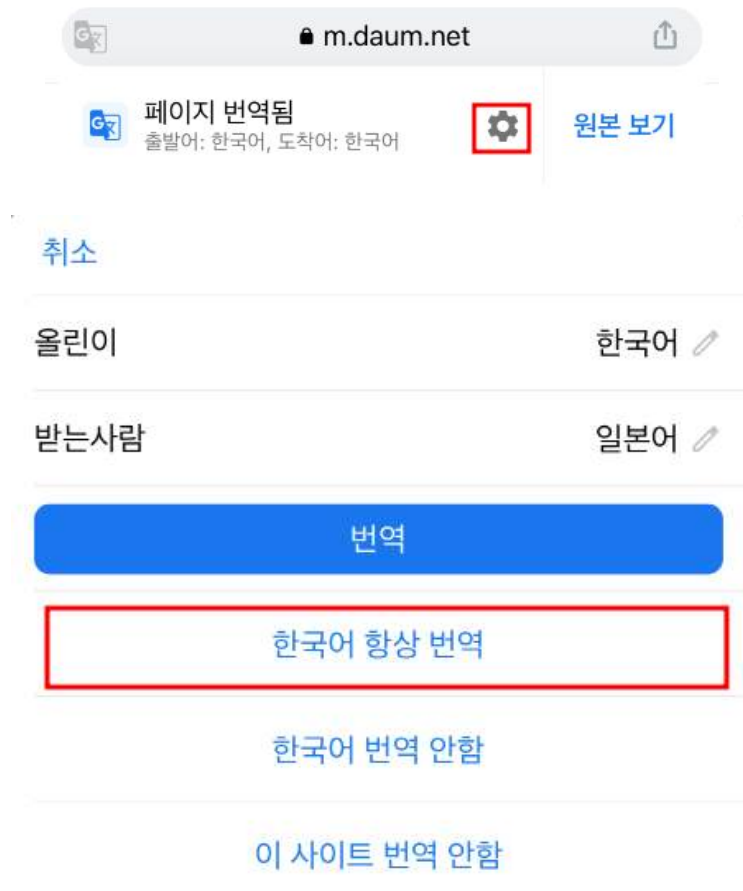 m.daum.net
페이지 번역됨
출발어: 한국어, 도착어: 한국어
원본 보기
취소
올린이 한국어
받는사람 일본어
번역
한국어 항상 번역
한국어 번역 안함
이 사이트 번역 안함